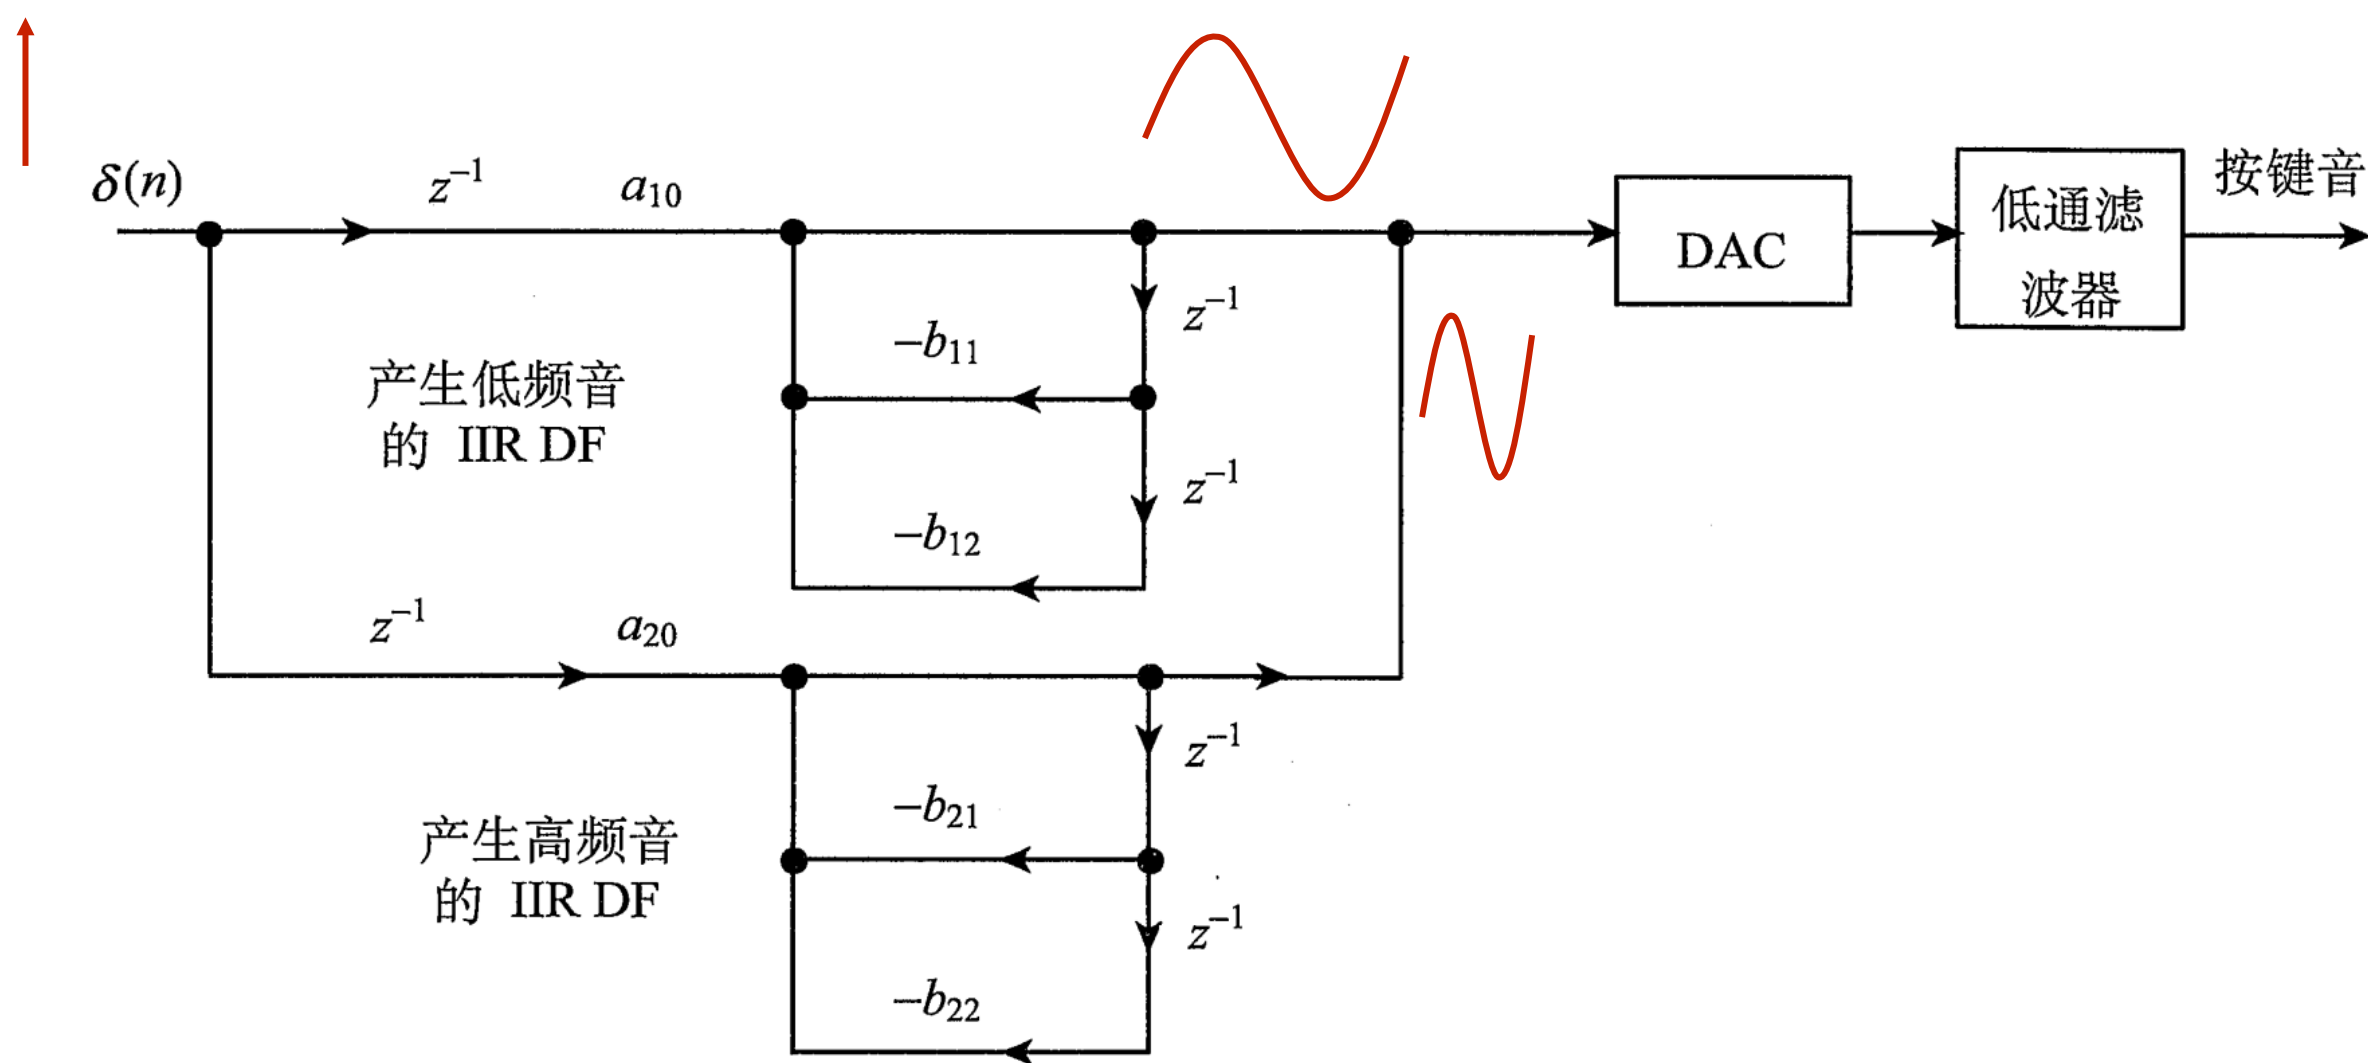 δ(n)
z⁻¹
a₁₀
DAC
低通滤
波器
按键音
产生低频音
的 IIR DF
−b₁₁
z⁻¹
−b₁₂
z⁻¹
z⁻¹
a₂₀
产生高频音
的 IIR DF
−b₂₁
z⁻¹
−b₂₂
z⁻¹